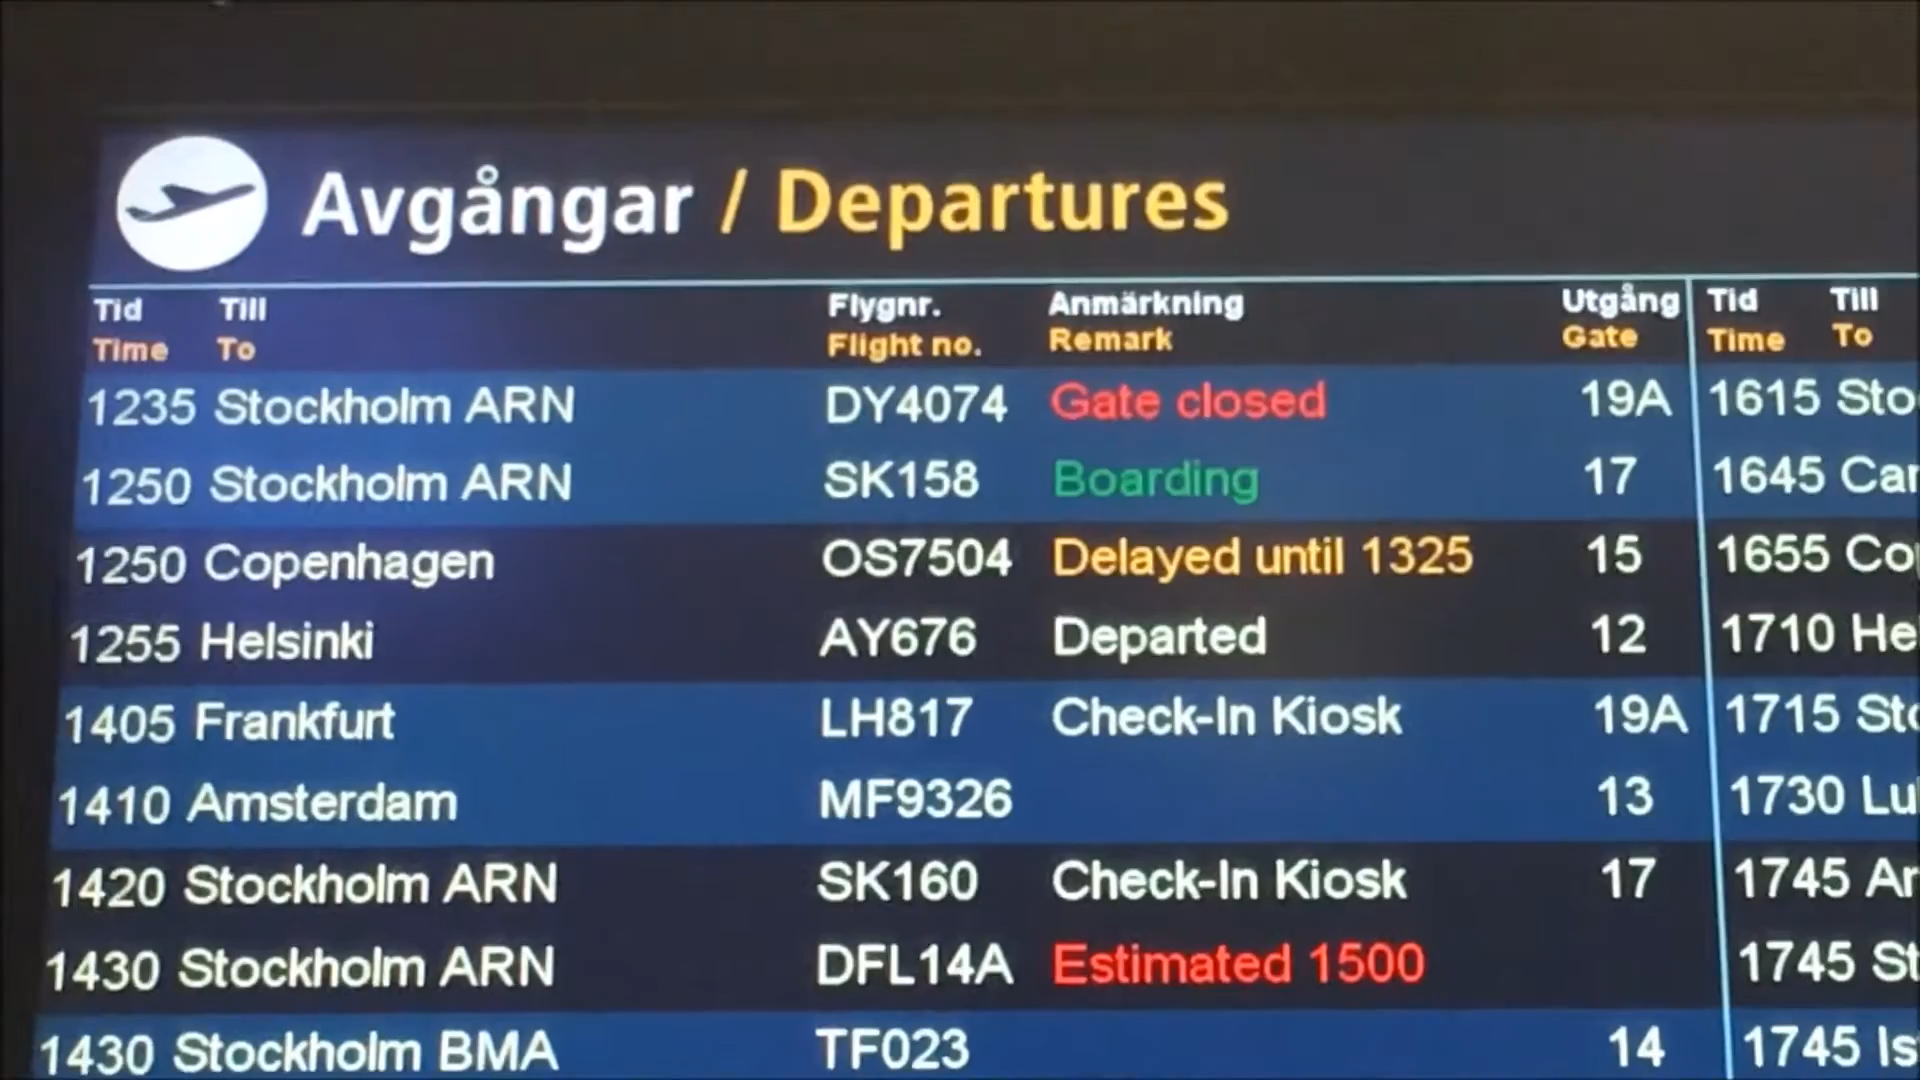 Avgångar / Departures
Tid Till Flygnr. Anmärkning Utgång Tid Till
Time To Flight no. Remark Gate Time To
1235 Stockholm ARN DY4074 Gate closed 19A 1615
1250 Stockholm ARN SK158 Boarding 17 1645
1250 Copenhagen OS7504 Delayed until 1325 15 1655
1255 Helsinki AY676 Departed 12 1710
1405 Frankfurt LH817 Check-In Kiosk 19A 1715
1410 Amsterdam MF9326 13 1730
1420 Stockholm ARN SK160 Check-In Kiosk 17 1745
1430 Stockholm ARN DFL14A Estimated 1500 1745
1430 Stockholm BMA TF023 14 1745